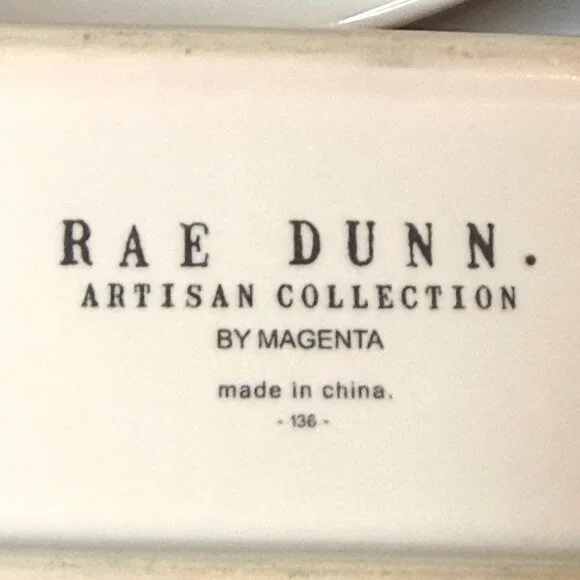 RAE DUNN.
ARTISAN COLLECTION
BY MAGENTA
made in china.
- 136 -